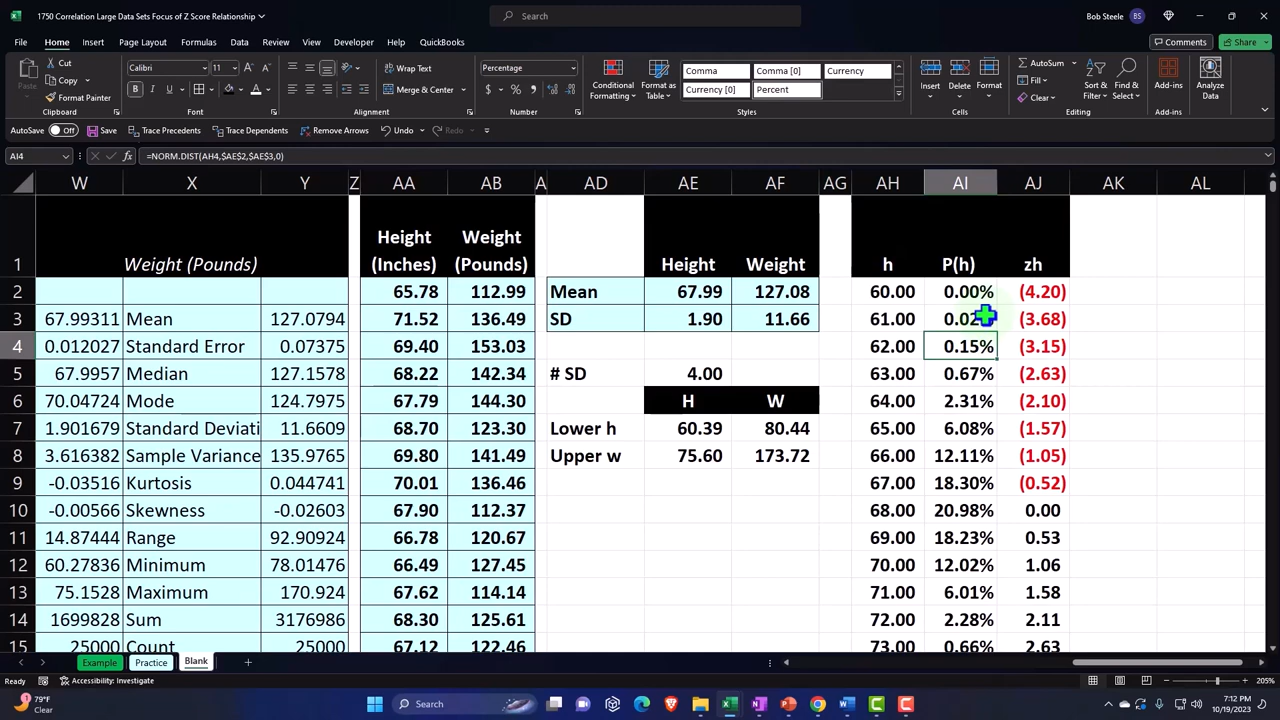 1750 Correlation Large Data Sets Focus of Z Score Relationship
Search
Bob Steele BS
File Home Insert Page Layout Formulas Data Review View Developer Automate Help QuickBooks
Comments Share
Cut
Copy
Format Painter
Paste
Clipboard
Calibri 11
B I U
Font
Wrap Text
Merge & Center
Alignment
Percentage
$ % 9
Number
Conditional Formatting
Format as Table
Comma Comma [0] Currency
Currency [0] Percent
Styles
Insert Delete Format
Cells
AutoSum
Fill
Clear
Sort & Filter
Find & Select
Editing
Add-ins
Add-ins
Analyze Data
AutoSave Off Save Trace Precedents Trace Dependents Remove Arrows Undo Redo
AI4 fx =NORM.DIST(AH4,$AE$2,$AE$3,0)
W X Y Z AA AB A AD AE AF AG AH AI AJ AK AL
1 Weight (Pounds) Height (Inches) Weight (Pounds) Height Weight h P(h) zh
2 65.78 112.99 Mean 67.99 127.08 60.00 0.00% (4.20)
3 67.99311 Mean 127.0794 71.52 136.49 SD 1.90 11.66 61.00 0.02 (3.68)
4 0.012027 Standard Error 0.07375 69.40 153.03 62.00 0.15% (3.15)
5 67.9957 Median 127.1578 68.22 142.34 # SD 4.00 63.00 0.67% (2.63)
6 70.04724 Mode 124.7975 67.79 144.30 H W 64.00 2.31% (2.10)
7 1.901679 Standard Deviati 11.6609 68.70 123.30 Lower h 60.39 80.44 65.00 6.08% (1.57)
8 3.616382 Sample Variance 135.9765 69.80 141.49 Upper w 75.60 173.72 66.00 12.11% (1.05)
9 -0.03516 Kurtosis 0.044741 70.01 136.46 67.00 18.30% (0.52)
10 -0.00566 Skewness -0.02603 67.90 112.37 68.00 20.98% 0.00
11 14.87444 Range 92.90924 66.78 120.67 69.00 18.23% 0.53
12 60.27836 Minimum 78.01476 66.49 127.45 70.00 12.02% 1.06
13 75.1528 Maximum 170.924 67.62 114.14 71.00 6.01% 1.58
14 1699828 Sum 3176986 68.30 125.61 72.00 2.28% 2.11
15 25000 Count 25000 67.12 122.46 73.00 0.66% 2.63
Example Practice Blank
Ready Accessibility: Investigate 205%
79°F
Clear
Search
7:12 PM
10/19/2023